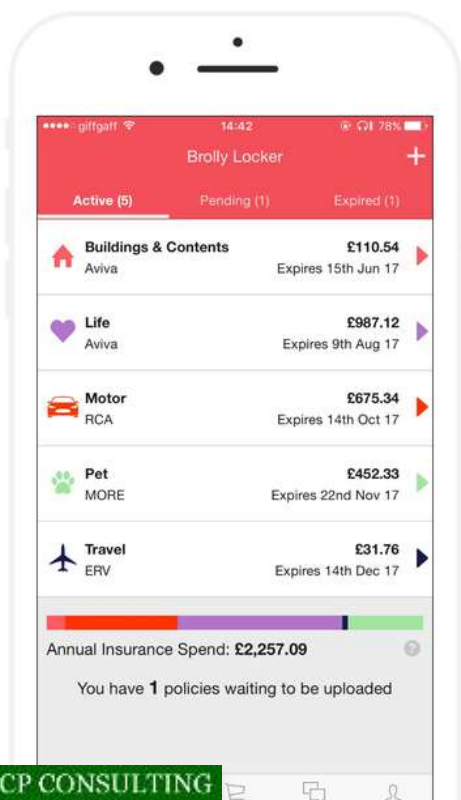 giffgaff 14:42 78%
Brolly Locker +
Active (5) Pending (1) Expired (1)
Buildings & Contents £110.54
Aviva Expires 15th Jun 17
Life £987.12
Aviva Expires 9th Aug 17
Motor £675.34
RCA Expires 14th Oct 17
Pet £452.33
MORE Expires 22nd Nov 17
Travel £31.76
ERV Expires 14th Dec 17
Annual Insurance Spend: £2,257.09 ?
You have 1 policies waiting to be uploaded
CP CONSULTING